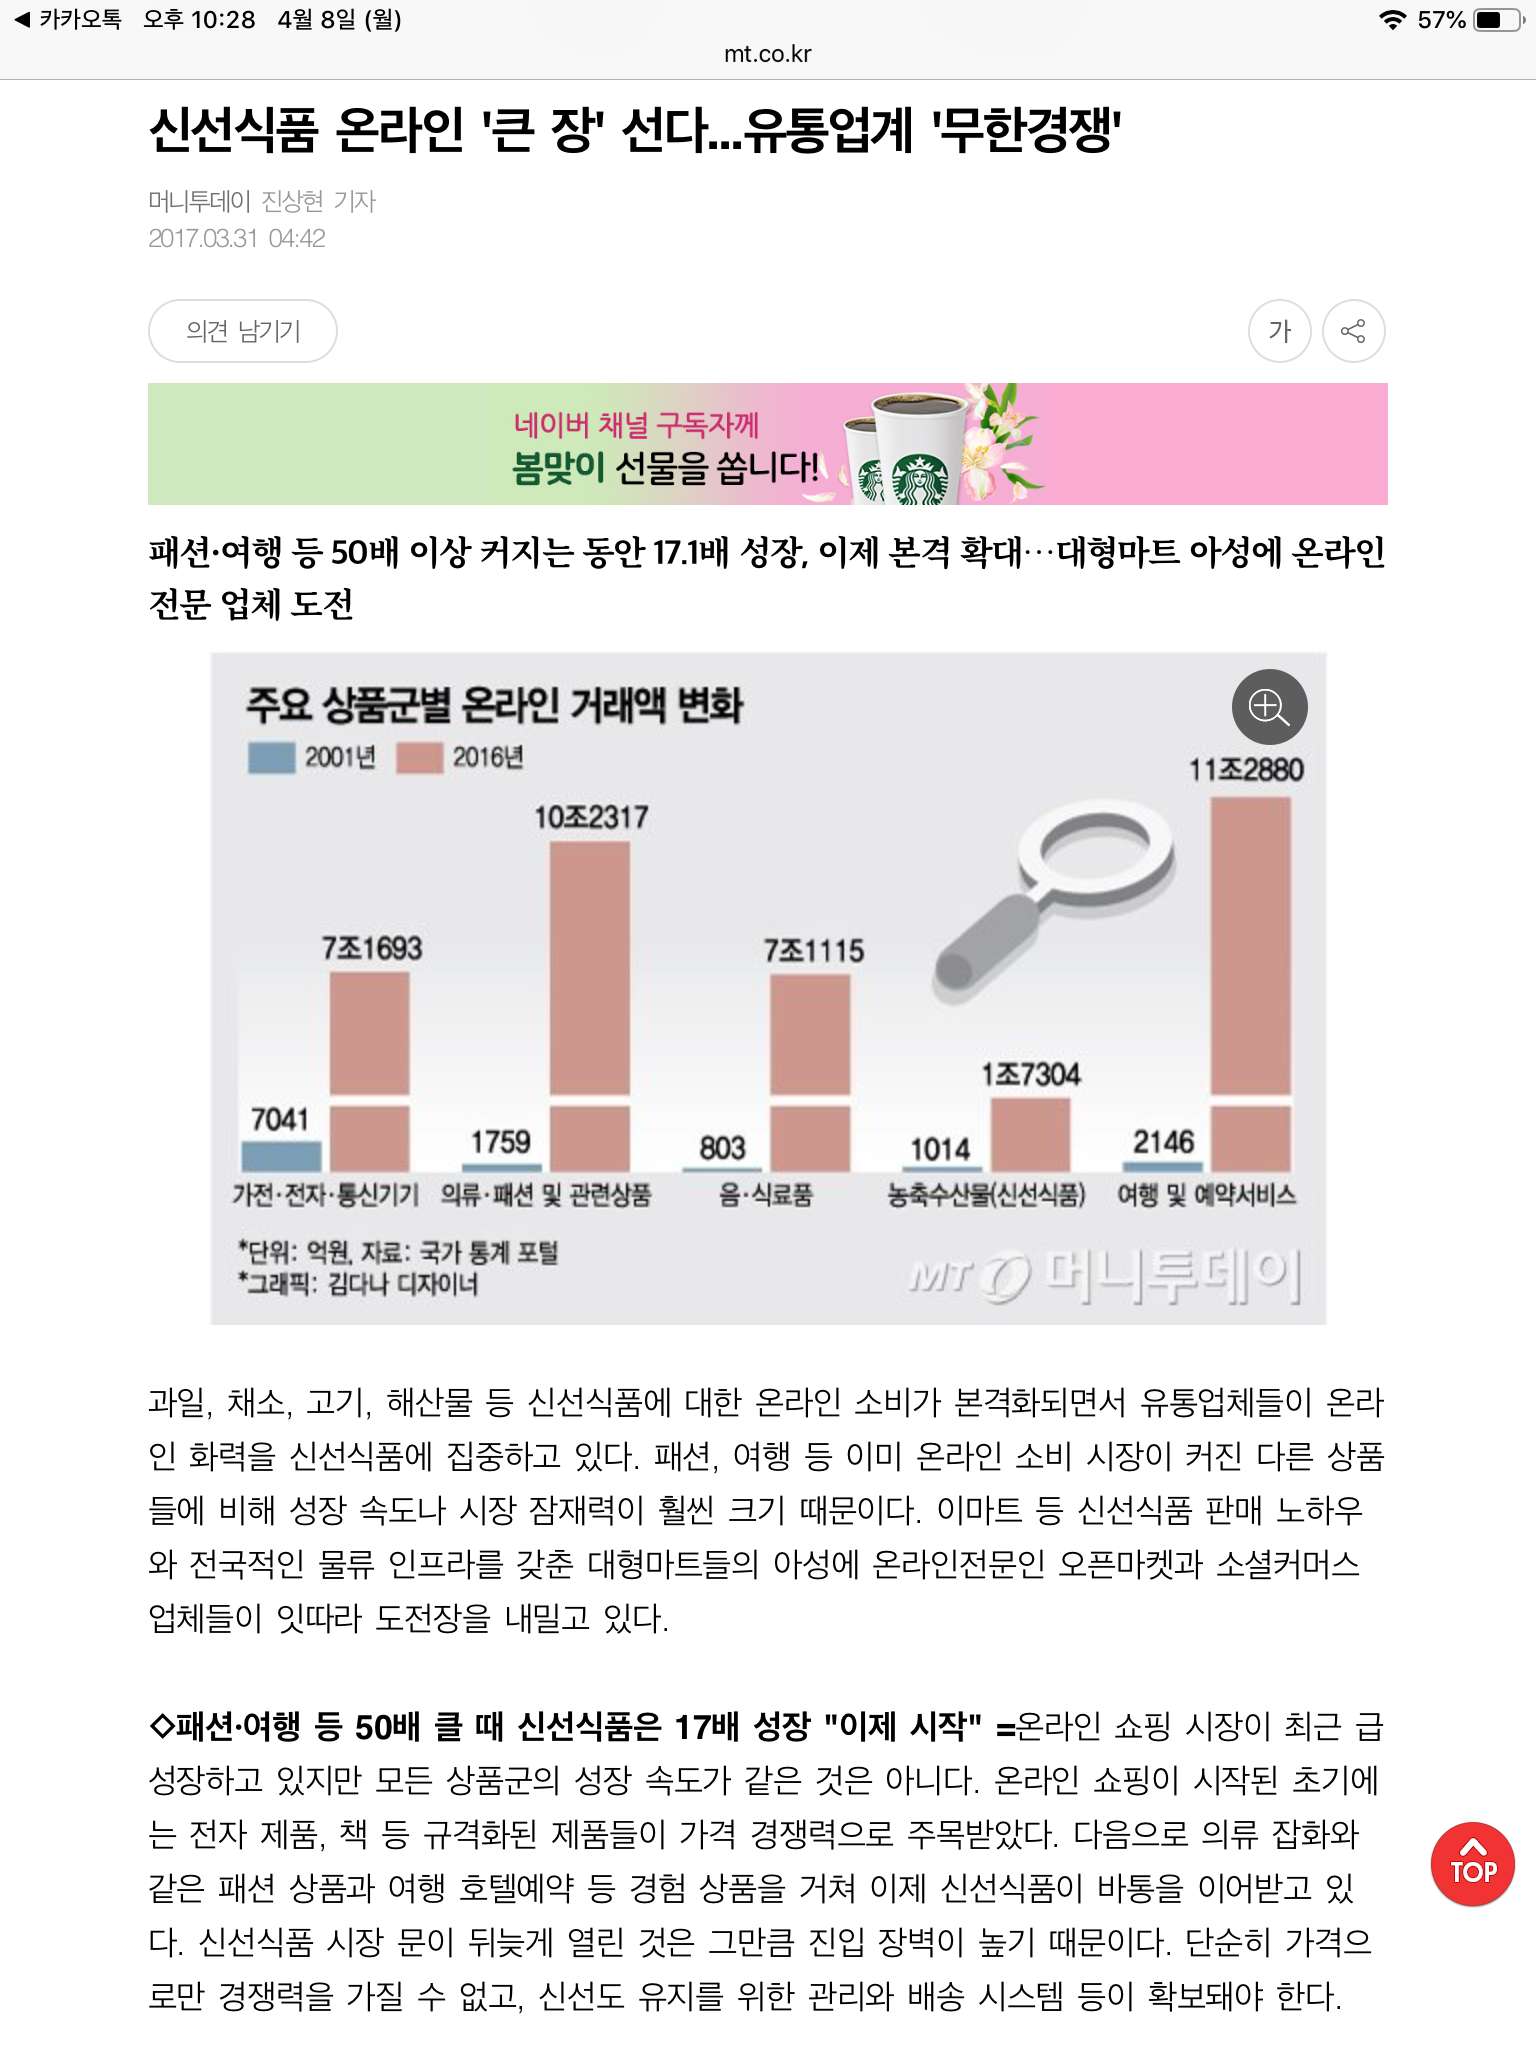 ◀ 카카오톡 오후 10:28 4월 8일 (월) 57%
mt.co.kr
신선식품 온라인 '큰 장' 선다...유통업계 '무한경쟁'
머니투데이 진상현 기자
2017.03.31 04:42
의견 남기기 가
네이버 채널 구독자께
봄맞이 선물을 쏩니다!
패션·여행 등 50배 이상 커지는 동안 17.1배 성장, 이제 본격 확대…대형마트 아성에 온라인
전문 업체 도전
주요 상품군별 온라인 거래액 변화
2001년 2016년
11조2880
10조2317
7조1693 7조1115
1조7304
7041 1759 803 1014 2146
가전·전자·통신기기 의류·패션 및 관련상품 음·식료품 농축수산물(신선식품) 여행 및 예약서비스
*단위: 억원, 자료: 국가 통계 포털
*그래픽: 김다나 디자이너
MT 머니투데이
과일, 채소, 고기, 해산물 등 신선식품에 대한 온라인 소비가 본격화되면서 유통업체들이 온라
인 화력을 신선식품에 집중하고 있다. 패션, 여행 등 이미 온라인 소비 시장이 커진 다른 상품
들에 비해 성장 속도나 시장 잠재력이 훨씬 크기 때문이다. 이마트 등 신선식품 판매 노하우
와 전국적인 물류 인프라를 갖춘 대형마트들의 아성에 온라인전문인 오픈마켓과 소셜커머스
업체들이 잇따라 도전장을 내밀고 있다.
◇패션·여행 등 50배 클 때 신선식품은 17배 성장 "이제 시작" =온라인 쇼핑 시장이 최근 급
성장하고 있지만 모든 상품군의 성장 속도가 같은 것은 아니다. 온라인 쇼핑이 시작된 초기에
는 전자 제품, 책 등 규격화된 제품들이 가격 경쟁력으로 주목받았다. 다음으로 의류 잡화와
같은 패션 상품과 여행 호텔예약 등 경험 상품을 거쳐 이제 신선식품이 바통을 이어받고 있
다. 신선식품 시장 문이 뒤늦게 열린 것은 그만큼 진입 장벽이 높기 때문이다. 단순히 가격으
로만 경쟁력을 가질 수 없고, 신선도 유지를 위한 관리와 배송 시스템 등이 확보돼야 한다.
TOP